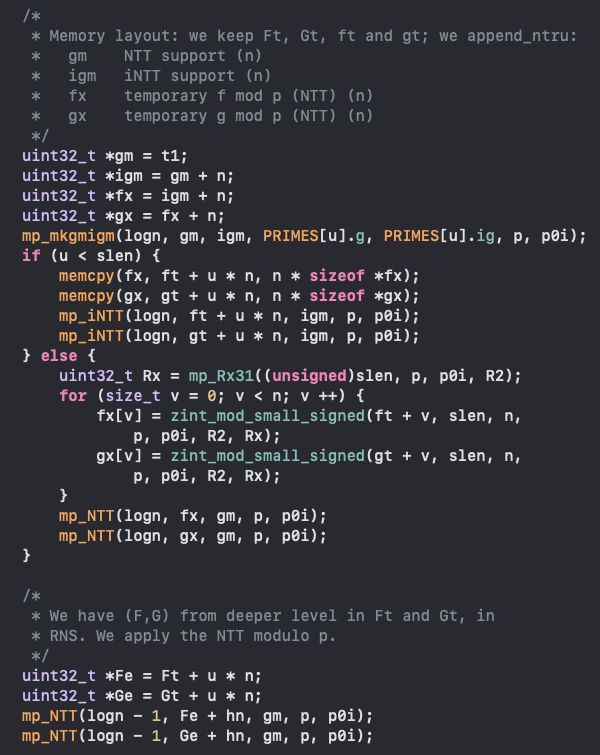 /*
 * Memory layout: we keep Ft, Gt, ft and gt; we append_ntru:
 *   gm    NTT support (n)
 *   igm   iNTT support (n)
 *   fx    temporary f mod p (NTT) (n)
 *   gx    temporary g mod p (NTT) (n)
 */
uint32_t *gm = t1;
uint32_t *igm = gm + n;
uint32_t *fx = igm + n;
uint32_t *gx = fx + n;
mp_mkgmigm(logn, gm, igm, PRIMES[u].g, PRIMES[u].ig, p, p0i);
if (u < slen) {
    memcpy(fx, ft + u * n, n * sizeof *fx);
    memcpy(gx, gt + u * n, n * sizeof *gx);
    mp_iNTT(logn, ft + u * n, igm, p, p0i);
    mp_iNTT(logn, gt + u * n, igm, p, p0i);
} else {
    uint32_t Rx = mp_Rx31((unsigned)slen, p, p0i, R2);
    for (size_t v = 0; v < n; v ++) {
        fx[v] = zint_mod_small_signed(ft + v, slen, n,
            p, p0i, R2, Rx);
        gx[v] = zint_mod_small_signed(gt + v, slen, n,
            p, p0i, R2, Rx);
    }
    mp_NTT(logn, fx, gm, p, p0i);
    mp_NTT(logn, gx, gm, p, p0i);
}

/*
 * We have (F,G) from deeper level in Ft and Gt, in
 * RNS. We apply the NTT modulo p.
 */
uint32_t *Fe = Ft + u * n;
uint32_t *Ge = Gt + u * n;
mp_NTT(logn - 1, Fe + hn, gm, p, p0i);
mp_NTT(logn - 1, Ge + hn, gm, p, p0i);